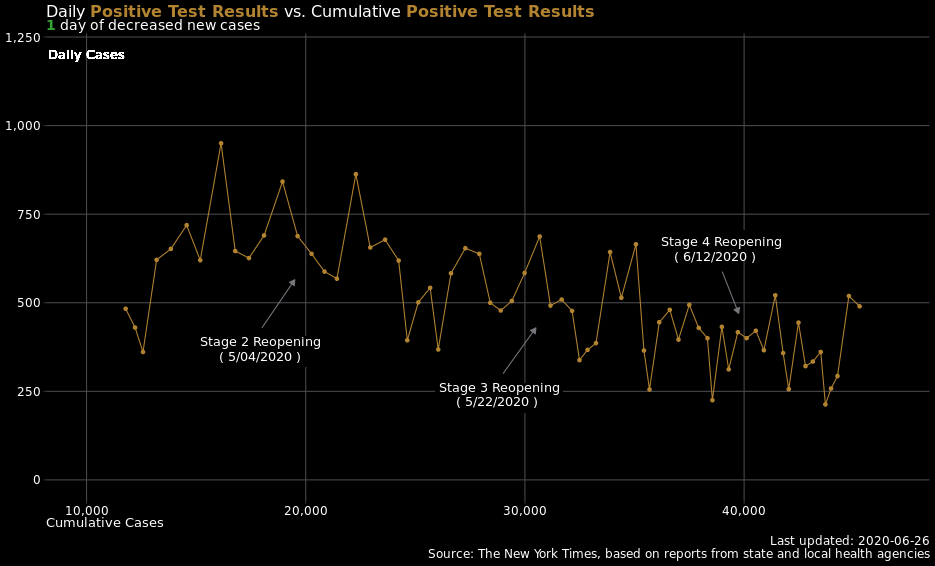 Daily Positive Test Results vs. Cumulative Positive Test Results
1 day of decreased new cases
1,250
Daily Cases
1,000
750
Stage 4 Reopening
( 6/12/2020 )
500
Stage 2 Reopening
( 5/04/2020 )
Stage 3 Reopening
( 5/22/2020 )
250
0
10,000 20,000 30,000 40,000
Cumulative Cases
Last updated: 2020-06-26
Source: The New York Times, based on reports from state and local health agencies